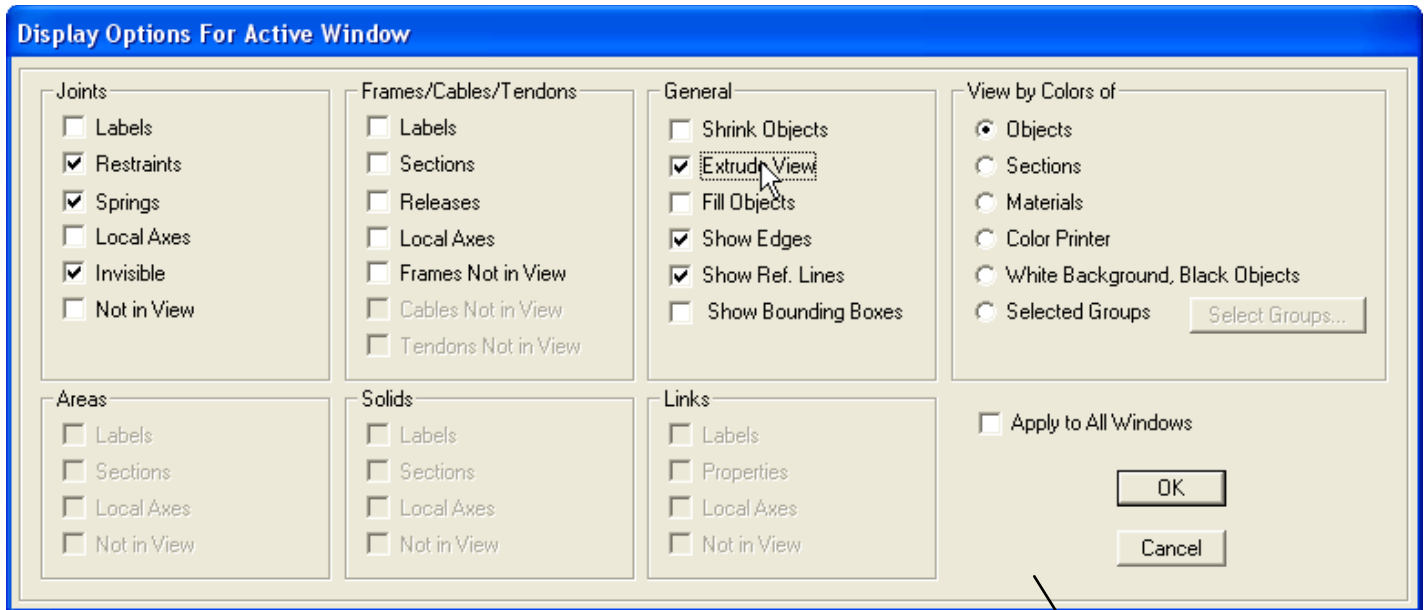 Display Options For Active Window
Joints
Labels
Restraints
Springs
Local Axes
Invisible
Not in View
Frames/Cables/Tendons
Labels
Sections
Releases
Local Axes
Frames Not in View
Cables Not in View
Tendons Not in View
General
Shrink Objects
Extrude View
Fill Objects
Show Edges
Show Ref. Lines
Show Bounding Boxes
View by Colors of
Objects
Sections
Materials
Color Printer
White Background, Black Objects
Selected Groups
Select Groups...
Areas
Labels
Sections
Local Axes
Not in View
Solids
Labels
Sections
Local Axes
Not in View
Links
Labels
Properties
Local Axes
Not in View
Apply to All Windows
OK
Cancel